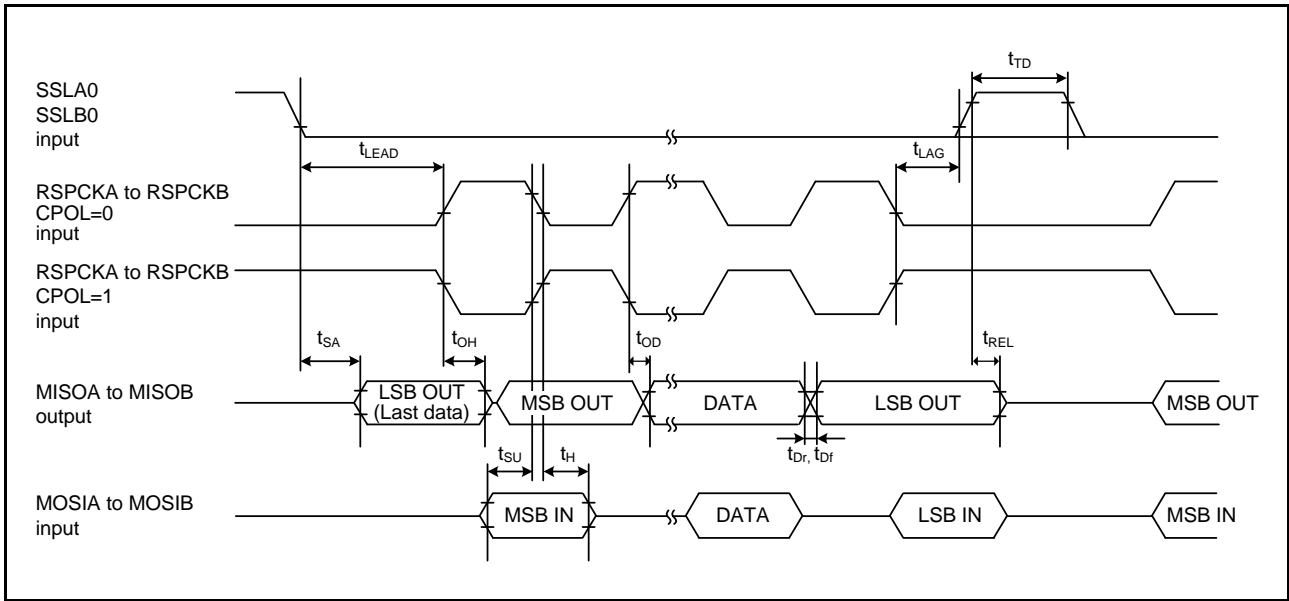 SSLA0
SSLB0
input
tTD
tLEAD
tLAG
RSPCKA to RSPCKB
CPOL=0
input
RSPCKA to RSPCKB
CPOL=1
input
tSA
tOH
tOD
tREL
MISOA to MISOB
output
LSB OUT
(Last data)
MSB OUT
DATA
LSB OUT
MSB OUT
tSU
tH
tDr, tDf
MOSIA to MOSIB
input
MSB IN
DATA
LSB IN
MSB IN